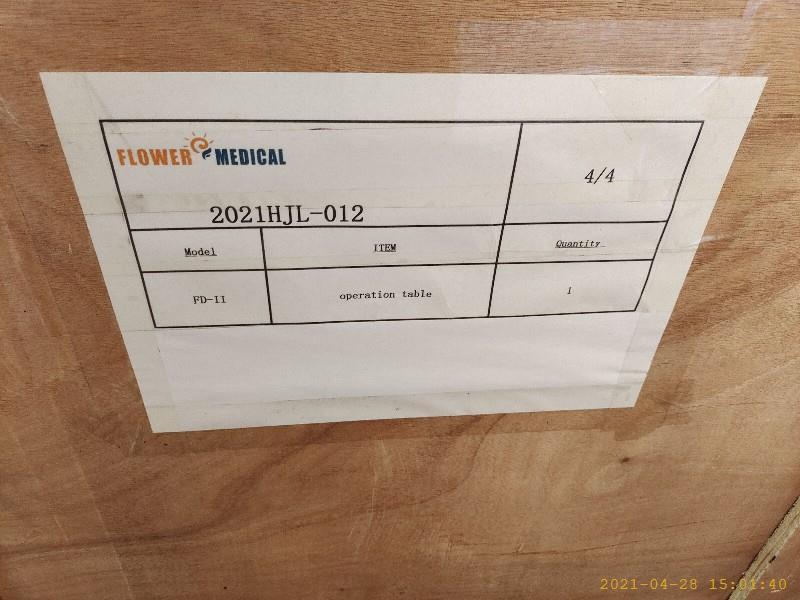 FLOWER MEDICAL
4/4
2021HJL-012
Model ITEM Quantity
FD-II operation table 1
2021-04-28 15:01:40